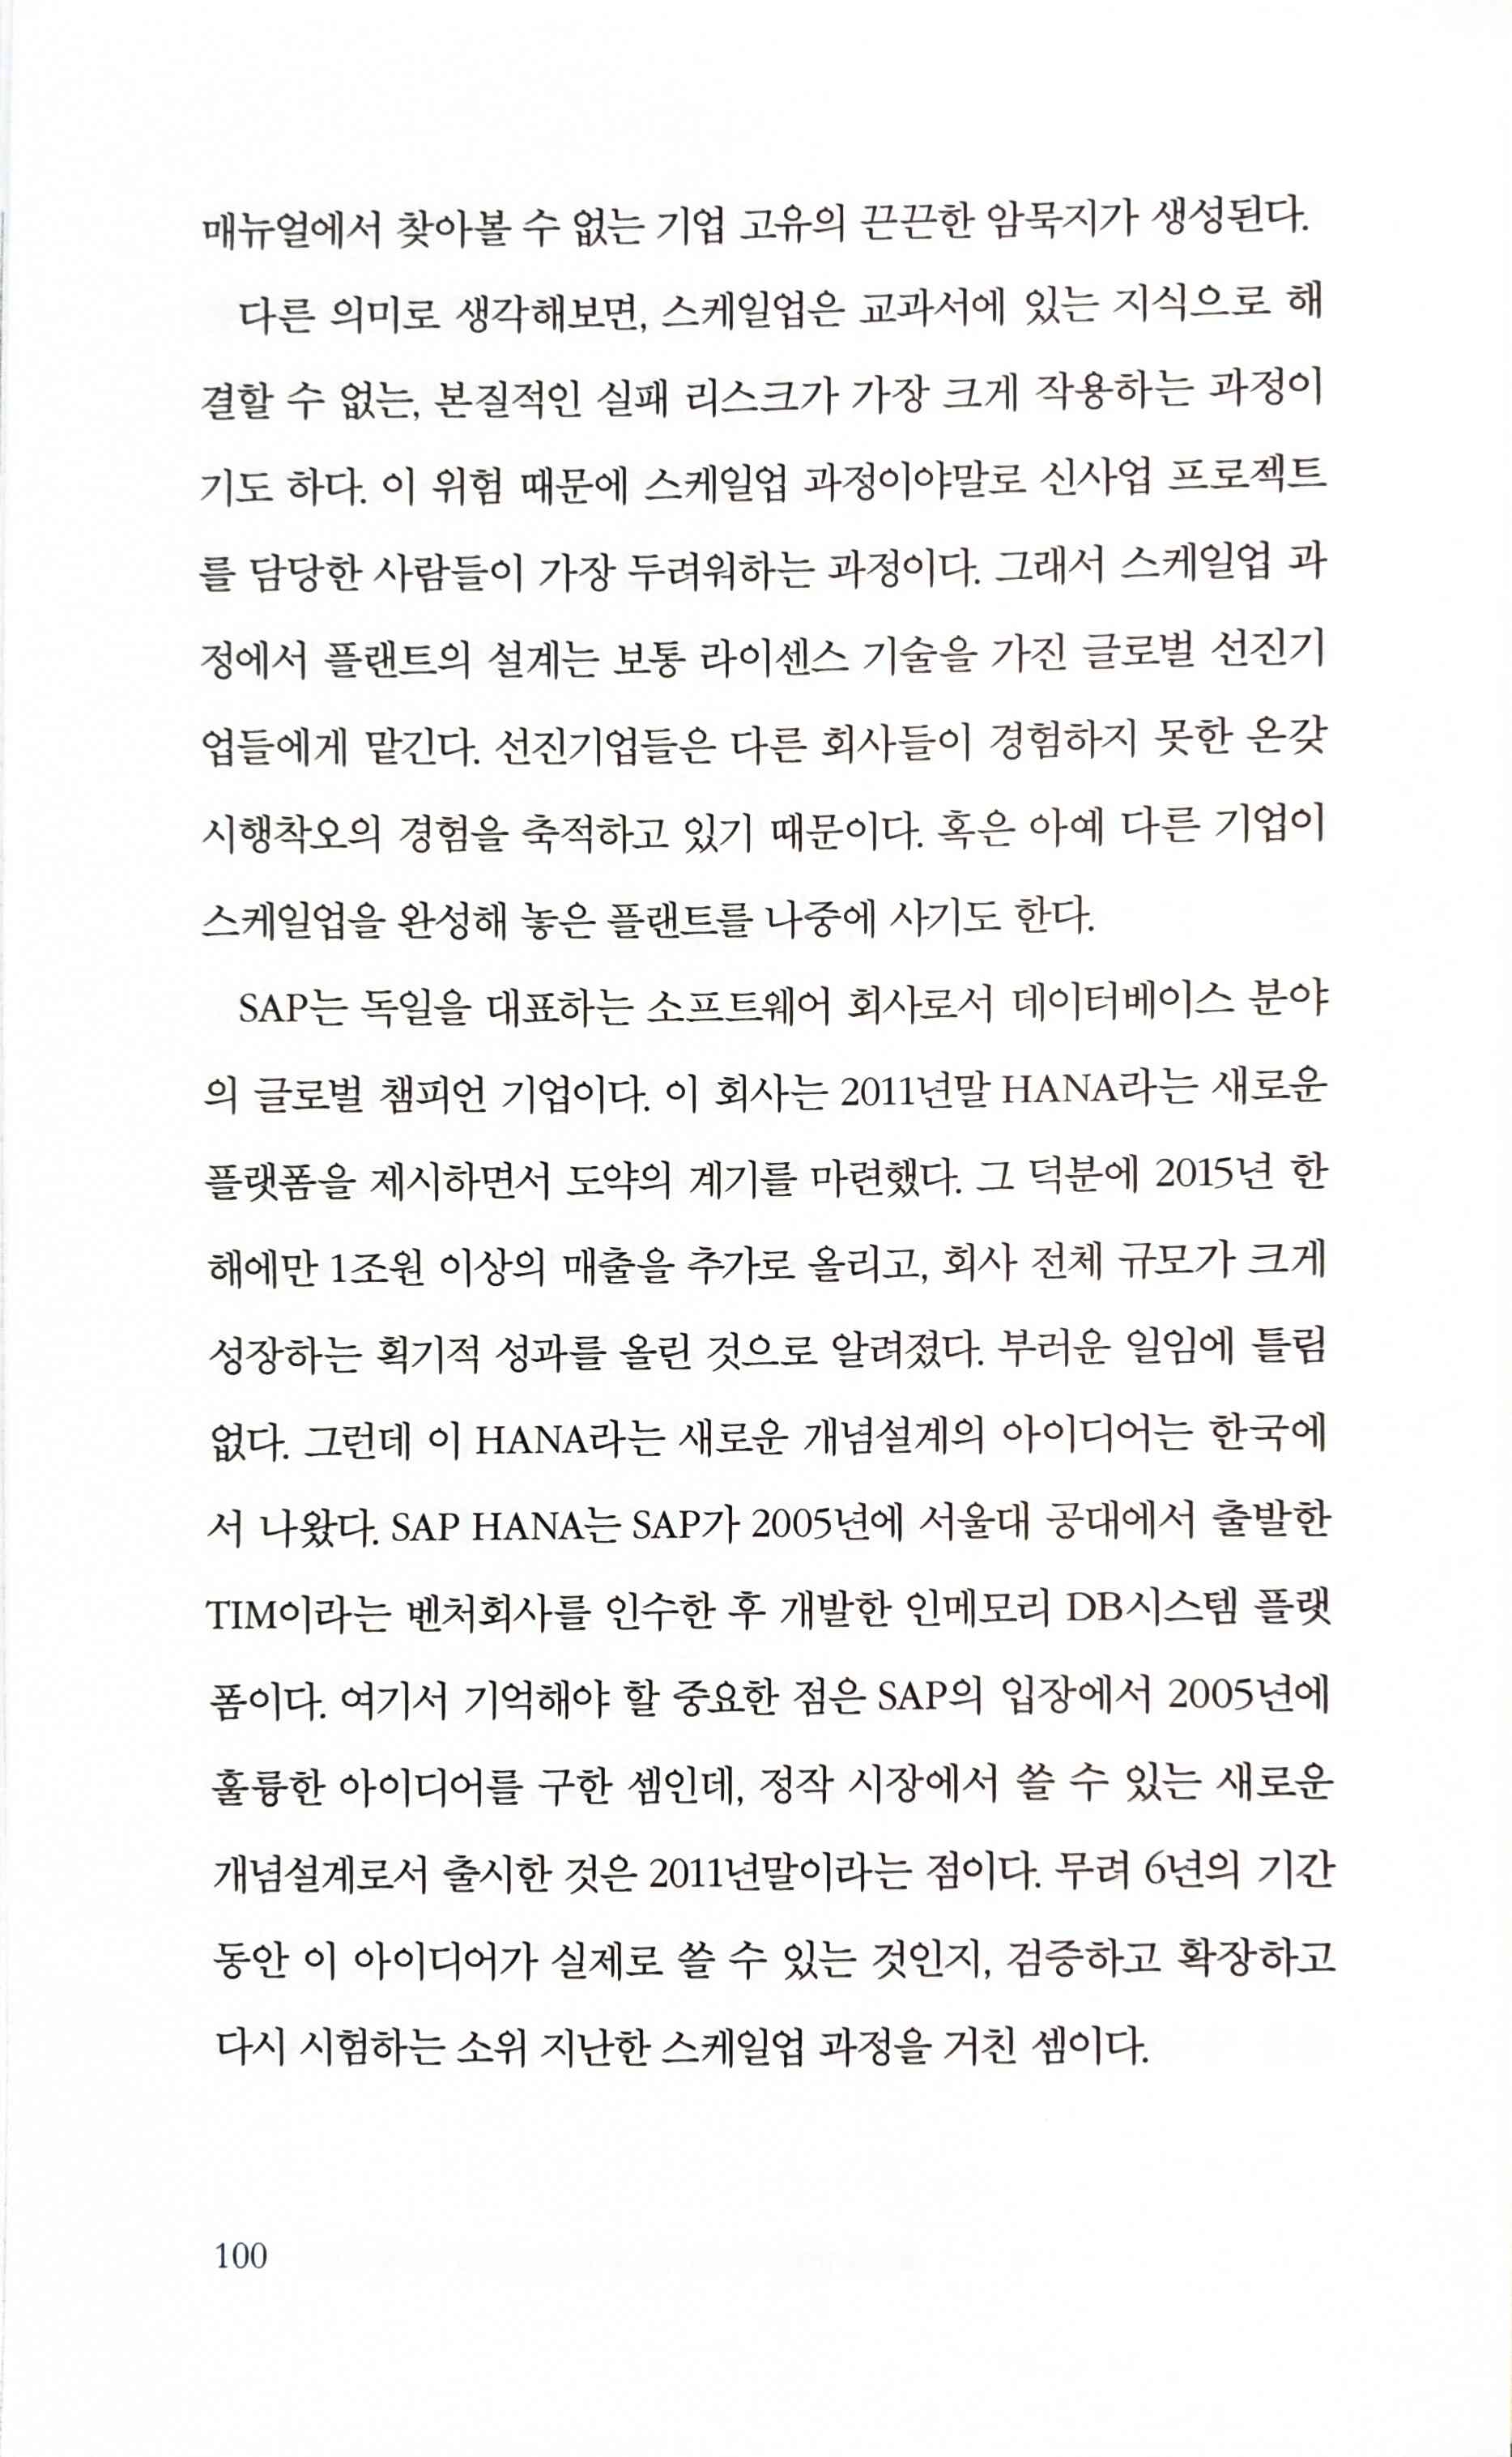 매뉴얼에서 찾아볼 수 없는 기업 고유의 끈끈한 암묵지가 생성된다.
다른 의미로 생각해보면, 스케일업은 교과서에 있는 지식으로 해
결할 수 없는, 본질적인 실패 리스크가 가장 크게 작용하는 과정이
기도 하다. 이 위험 때문에 스케일업 과정이야말로 신사업 프로젝트
를 담당한 사람들이 가장 두려워하는 과정이다. 그래서 스케일업 과
정에서 플랜트의 설계는 보통 라이센스 기술을 가진 글로벌 선진기
업들에게 맡긴다. 선진기업들은 다른 회사들이 경험하지 못한 온갖
시행착오의 경험을 축적하고 있기 때문이다. 혹은 아예 다른 기업이
스케일업을 완성해 놓은 플랜트를 나중에 사기도 한다.
SAP는 독일을 대표하는 소프트웨어 회사로서 데이터베이스 분야
의 글로벌 챔피언 기업이다. 이 회사는 2011년말 HANA라는 새로운
플랫폼을 제시하면서 도약의 계기를 마련했다. 그 덕분에 2015년 한
해에만 1조원 이상의 매출을 추가로 올리고, 회사 전체 규모가 크게
성장하는 획기적 성과를 올린 것으로 알려졌다. 부러운 일임에 틀림
없다. 그런데 이 HANA라는 새로운 개념설계의 아이디어는 한국에
서 나왔다. SAP HANA는 SAP가 2005년에 서울대 공대에서 출발한
TIM이라는 벤처회사를 인수한 후 개발한 인메모리 DB시스템 플랫
폼이다. 여기서 기억해야 할 중요한 점은 SAP의 입장에서 2005년에
훌륭한 아이디어를 구한 셈인데, 정작 시장에서 쓸 수 있는 새로운
개념설계로서 출시한 것은 2011년말이라는 점이다. 무려 6년의 기간
동안 이 아이디어가 실제로 쓸 수 있는 것인지, 검증하고 확장하고
다시 시험하는 소위 지난한 스케일업 과정을 거친 셈이다.
100